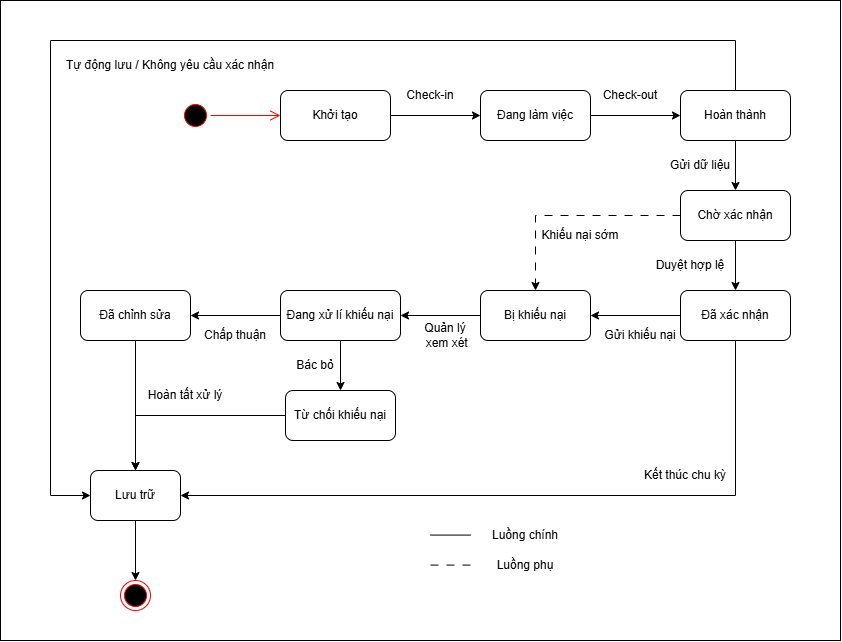 Tự động lưu / Không yêu cầu xác nhận
Khởi tạo
Check-in
Đang làm việc
Check-out
Hoàn thành
Gửi dữ liệu
Chờ xác nhận
Khiếu nại sớm
Duyệt hợp lệ
Đã chỉnh sửa
Chấp thuận
Đang xử lí khiếu nại
Quản lý
xem xét
Bị khiếu nại
Gửi khiếu nại
Đã xác nhận
Bác bỏ
Hoàn tất xử lý
Từ chối khiếu nại
Kết thúc chu kỳ
Lưu trữ
Luồng chính
Luồng phụ